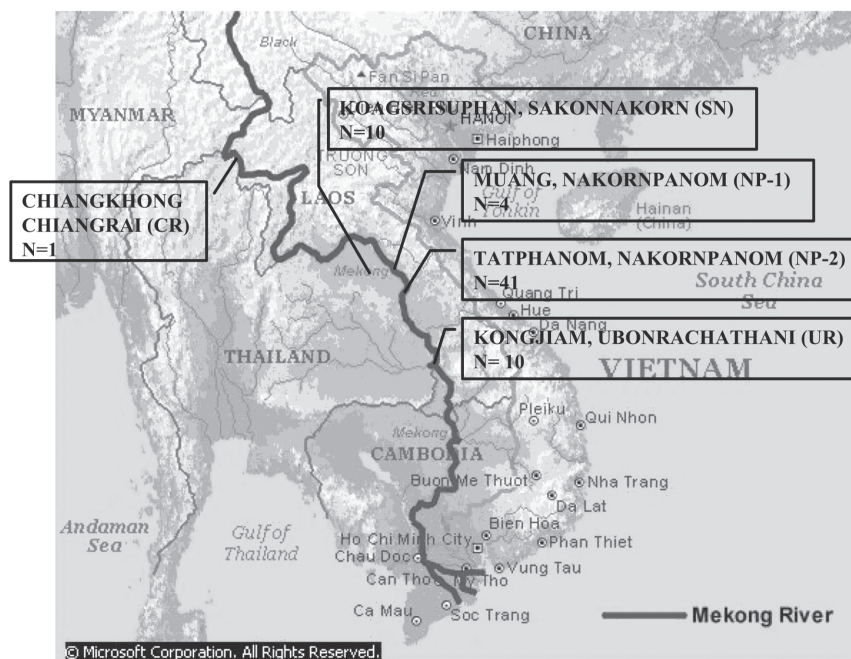 CHINA
Black
Fan Si Pan
MYANMAR
KOAGSRISUPHAN, SAKONNAKORN (SN)
N=10
HANOI
Haiphong
TRUONG
SON
Nam Dinh
MUANG, NAKORNPANOM (NP-1)
N=4
Gulf of
Tonkin
Hainan
(China)
CHIANGKHONG
CHIANGRAI (CR)
N=1
LAOS
Vinh
Mekong
TATPHANOM, NAKORNPANOM (NP-2)
N=41
South China
Sea
Quang Tri
Hue
Da Nang
KONGJIAM, UBONRACHATHANI (UR)
N= 10
THAILAND
VIETNAM
Pleiku
Qui Nhon
Mekong
CAMBODIA
Buon Me Thuot
Nha Trang
Da Lat
Andaman
Sea
Gulf of
Thailand
Bien Hoa
Ho Chi Minh City
Phan Thiet
Chau Doc
Vung Tau
Can Tho
My Tho
Ca Mau
Soc Trang
Mekong River
© Microsoft Corporation. All Rights Reserved.